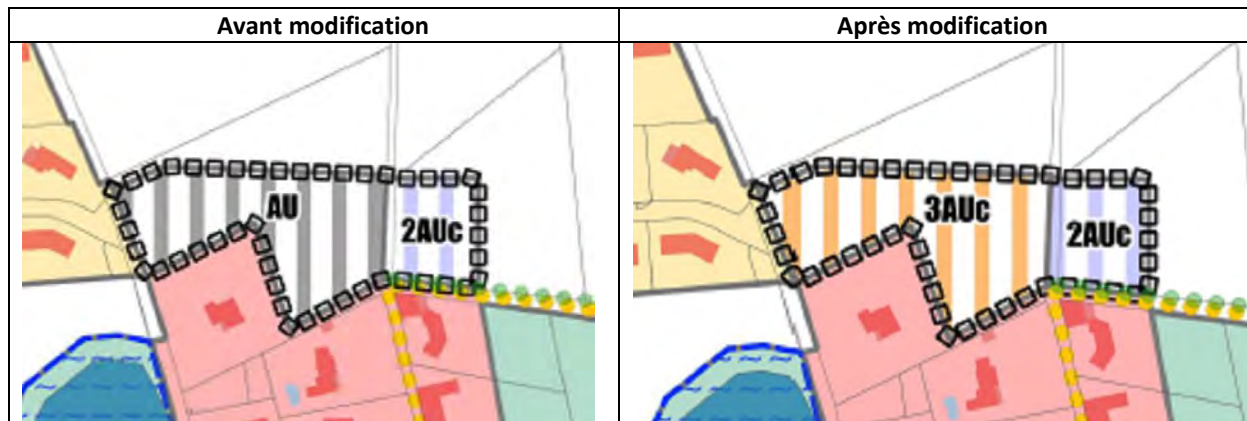 Avant modification
Après modification
AU
2AUc
3AUc
2AUc